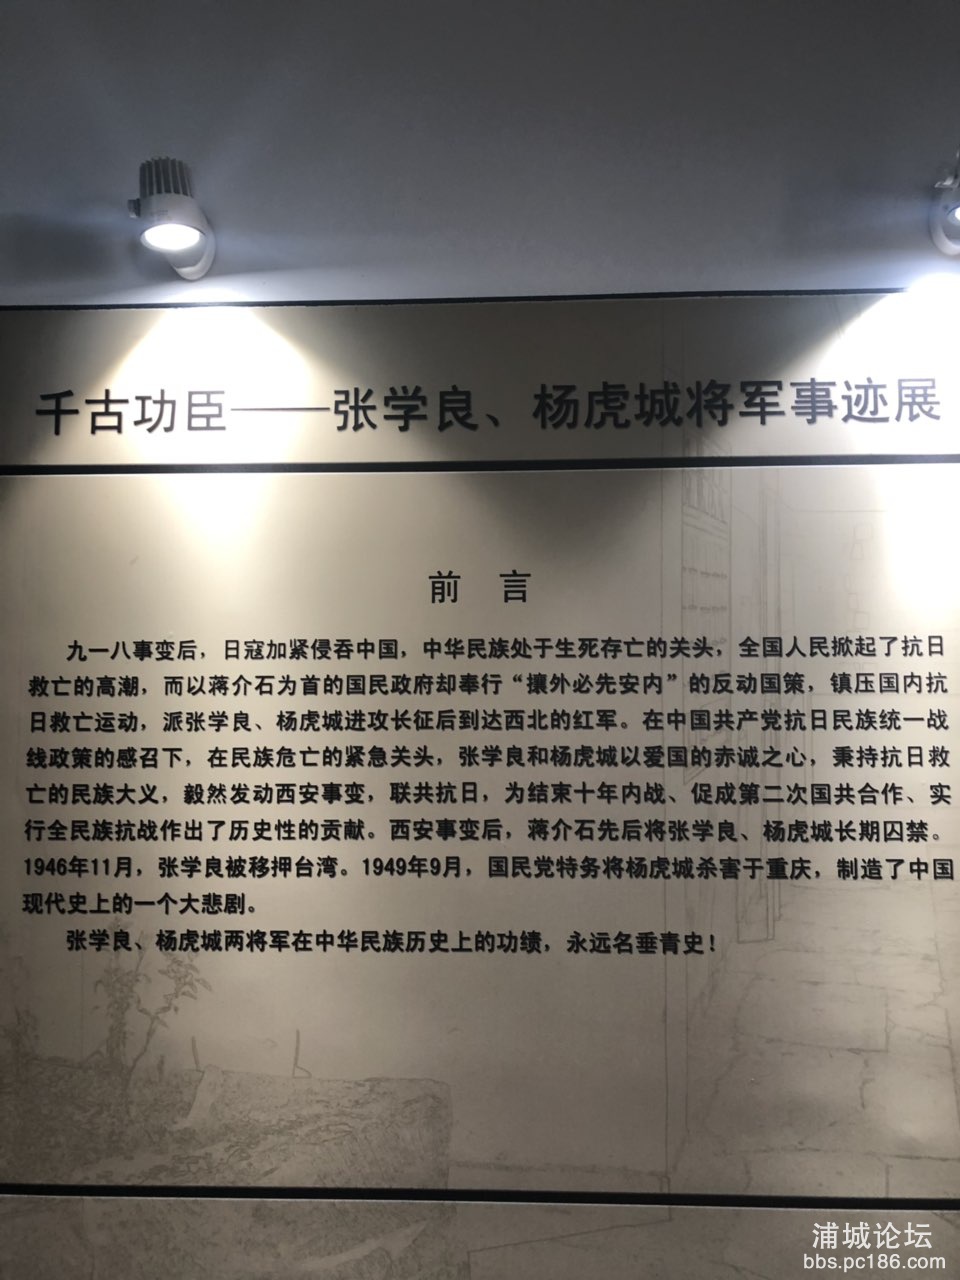 千古功臣——张学良、杨虎城将军事迹展
前 言
九一八事变后，日寇加紧侵吞中国，中华民族处于生死存亡的关头，全国人民掀起了抗日
救亡的高潮，而以蒋介石为首的国民政府却奉行“攘外必先安内”的反动国策，镇压国内抗
日救亡运动，派张学良、杨虎城进攻长征后到达西北的红军。在中国共产党抗日民族统一战
线政策的感召下，在民族危亡的紧急关头，张学良和杨虎城以爱国的赤诚之心，秉持抗日救
亡的民族大义，毅然发动西安事变，联共抗日，为结束十年内战、促成第二次国共合作、实
行全民族抗战作出了历史性的贡献。西安事变后，蒋介石先后将张学良、杨虎城长期囚禁。
1946年11月，张学良被移押台湾。1949年9月，国民党特务将杨虎城杀害于重庆，制造了中国
现代史上的一个大悲剧。
张学良、杨虎城两将军在中华民族历史上的功绩，永远名垂青史！
浦城论坛
bbs.pc186.com